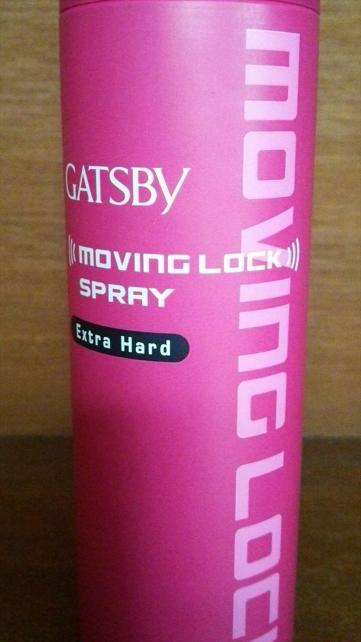 GATSBY
MOVING LOCK
SPRAY
Extra Hard
MOVING LOC